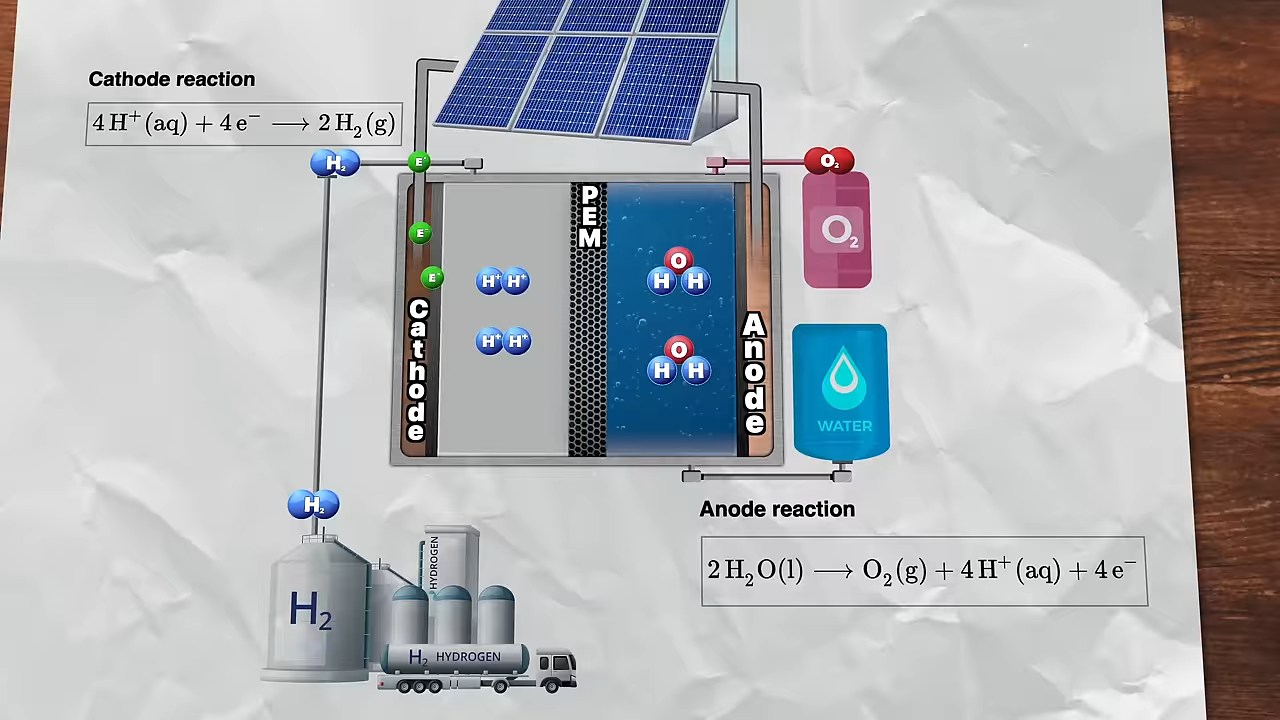 Cathode reaction
4 H⁺(aq) + 4 e⁻ ⟶ 2 H₂(g)
H₂
E⁻
O₂
PEM
O₂
E⁻
O
H⁺ H⁺
H H
E⁻
Cathode
Anode
H⁺ H⁺
O
H H
WATER
H₂
Anode reaction
2 H₂O(l) ⟶ O₂(g) + 4 H⁺(aq) + 4 e⁻
HYDROGEN
H₂
H₂ HYDROGEN